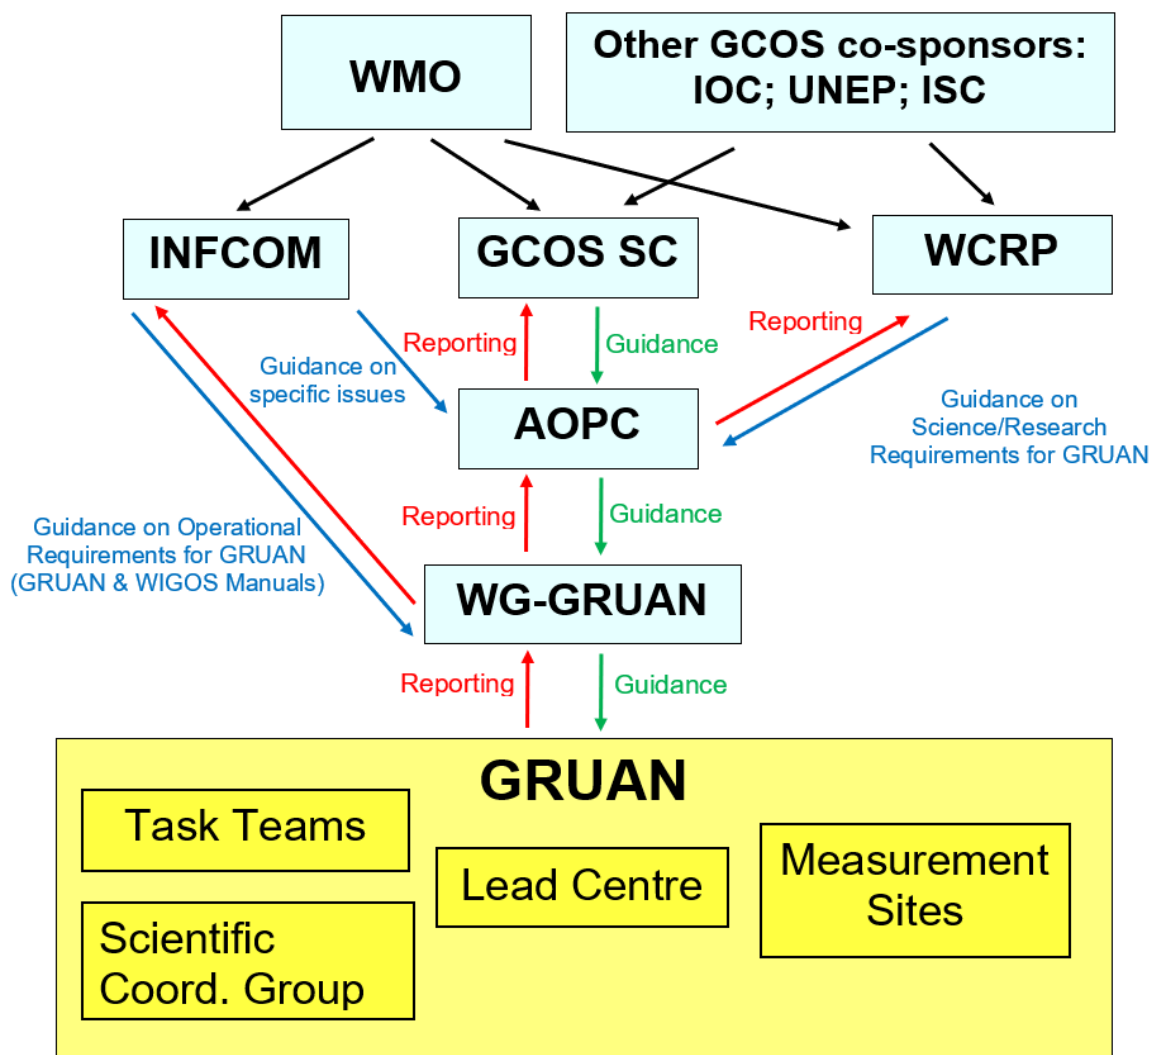 WMO
Other GCOS co-sponsors:
IOC; UNEP; ISC
INFCOM
GCOS SC
WCRP
Reporting
Guidance
Reporting
Guidance on
specific issues
AOPC
Guidance on
Science/Research
Requirements for GRUAN
Reporting
Guidance
Guidance on Operational
Requirements for GRUAN
(GRUAN & WIGOS Manuals)
WG-GRUAN
Reporting
Guidance
GRUAN
Task Teams
Lead Centre
Measurement
Sites
Scientific
Coord. Group